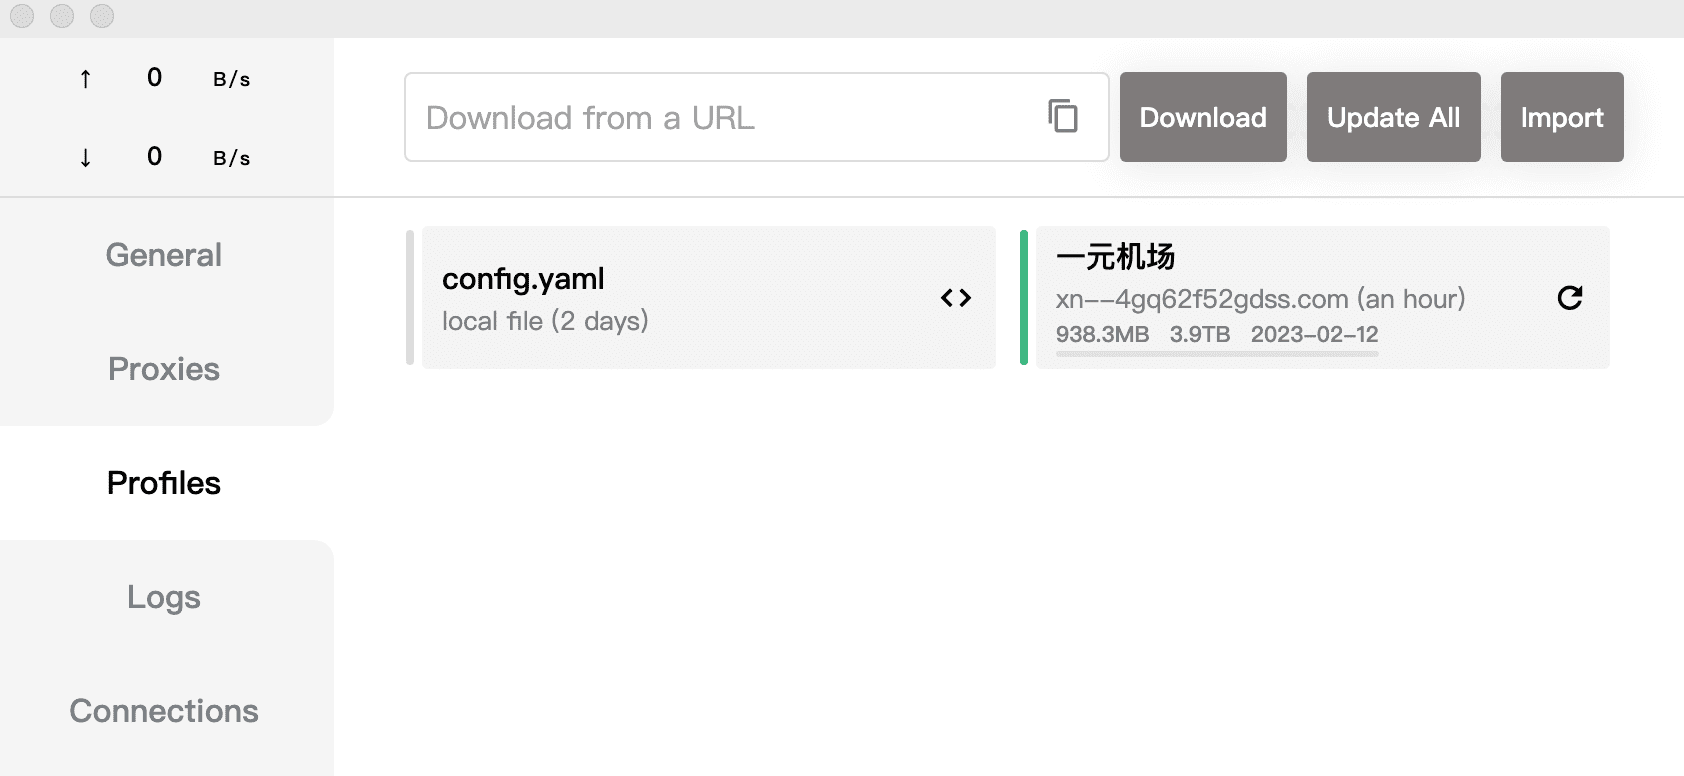 ↑ 0 B/s
↓ 0 B/s
Download from a URL
Download
Update All
Import
General
Proxies
Profiles
Logs
Connections
config.yaml
local file (2 days)
一元机场
xn--4gq62f52gdss.com (an hour)
938.3MB 3.9TB 2023-02-12